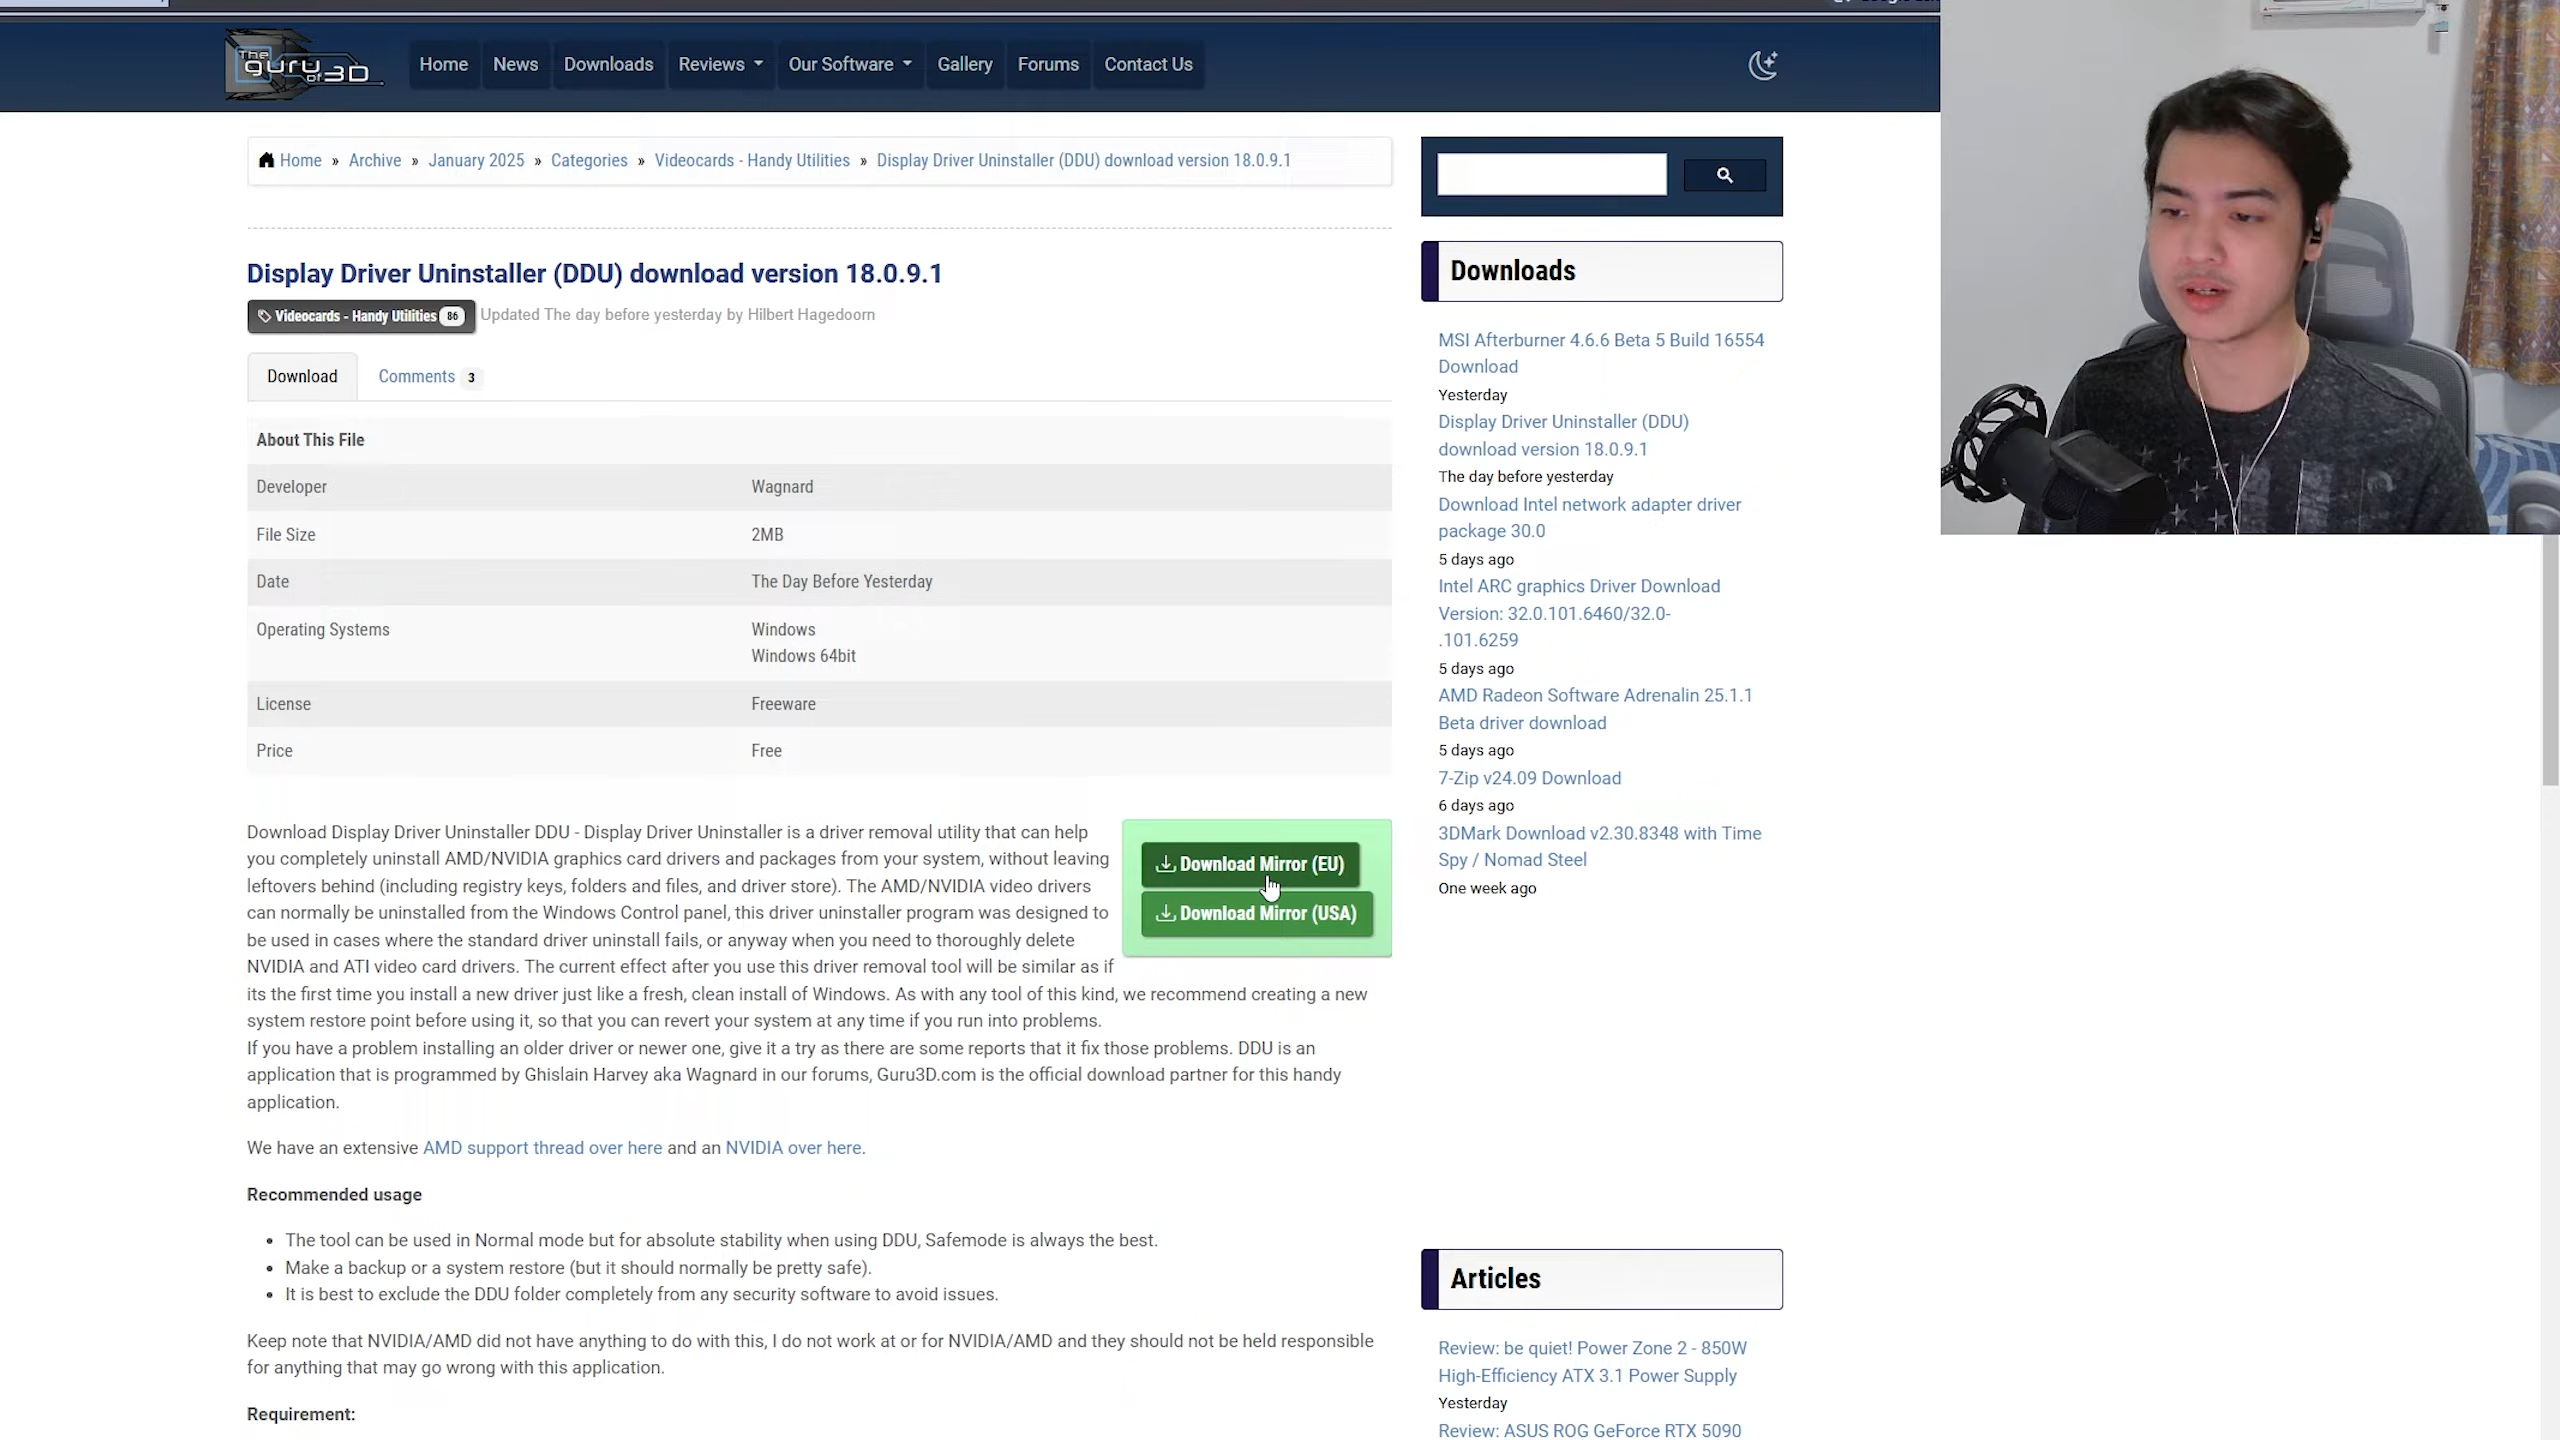 The
guru of 3D
Home
News
Downloads
Reviews
Our Software
Gallery
Forums
Contact Us
Home » Archive » January 2025 » Categories » Videocards - Handy Utilities » Display Driver Uninstaller (DDU) download version 18.0.9.1
Display Driver Uninstaller (DDU) download version 18.0.9.1
Videocards - Handy Utilities 86 Updated The day before yesterday by Hilbert Hagedoorn
Download
Comments 3
About This File
Developer Wagnard
File Size 2MB
Date The Day Before Yesterday
Operating Systems Windows
Windows 64bit
License Freeware
Price Free
Download Display Driver Uninstaller DDU - Display Driver Uninstaller is a driver removal utility that can help
you completely uninstall AMD/NVIDIA graphics card drivers and packages from your system, without leaving
leftovers behind (including registry keys, folders and files, and driver store). The AMD/NVIDIA video drivers
can normally be uninstalled from the Windows Control panel, this driver uninstaller program was designed to
be used in cases where the standard driver uninstall fails, or anyway when you need to thoroughly delete
NVIDIA and ATI video card drivers. The current effect after you use this driver removal tool will be similar as if
its the first time you install a new driver just like a fresh, clean install of Windows. As with any tool of this kind, we recommend creating a new
system restore point before using it, so that you can revert your system at any time if you run into problems.
If you have a problem installing an older driver or newer one, give it a try as there are some reports that it fix those problems. DDU is an
application that is programmed by Ghislain Harvey aka Wagnard in our forums, Guru3D.com is the official download partner for this handy
application.
Download Mirror (EU)
Download Mirror (USA)
We have an extensive AMD support thread over here and an NVIDIA over here.
Recommended usage
• The tool can be used in Normal mode but for absolute stability when using DDU, Safemode is always the best.
• Make a backup or a system restore (but it should normally be pretty safe).
• It is best to exclude the DDU folder completely from any security software to avoid issues.
Keep note that NVIDIA/AMD did not have anything to do with this, I do not work at or for NVIDIA/AMD and they should not be held responsible
for anything that may go wrong with this application.
Requirement:
Downloads
MSI Afterburner 4.6.6 Beta 5 Build 16554
Download
Yesterday
Display Driver Uninstaller (DDU)
download version 18.0.9.1
The day before yesterday
Download Intel network adapter driver
package 30.0
5 days ago
Intel ARC graphics Driver Download
Version: 32.0.101.6460/32.0-
.101.6259
5 days ago
AMD Radeon Software Adrenalin 25.1.1
Beta driver download
5 days ago
7-Zip v24.09 Download
6 days ago
3DMark Download v2.30.8348 with Time
Spy / Nomad Steel
One week ago
Articles
Review: be quiet! Power Zone 2 - 850W
High-Efficiency ATX 3.1 Power Supply
Yesterday
Review: ASUS ROG GeForce RTX 5090